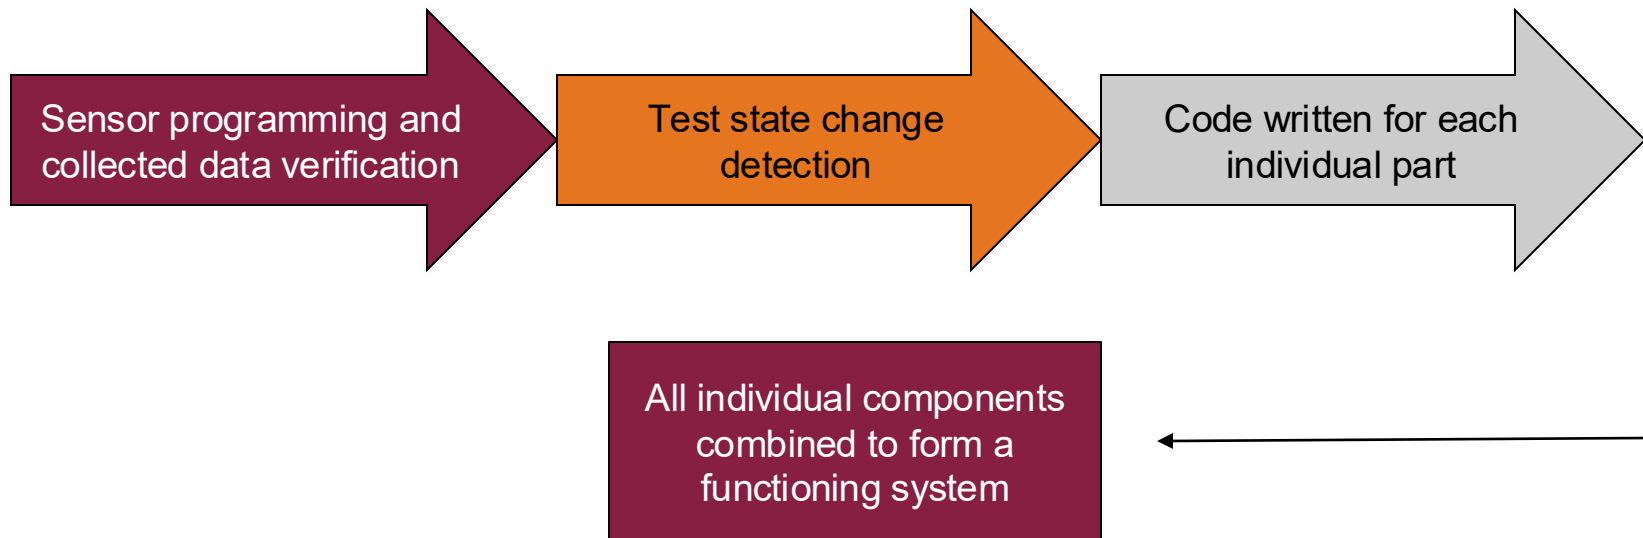 Sensor programming and
collected data verification
Test state change
detection
Code written for each
individual part
All individual components
combined to form a
functioning system